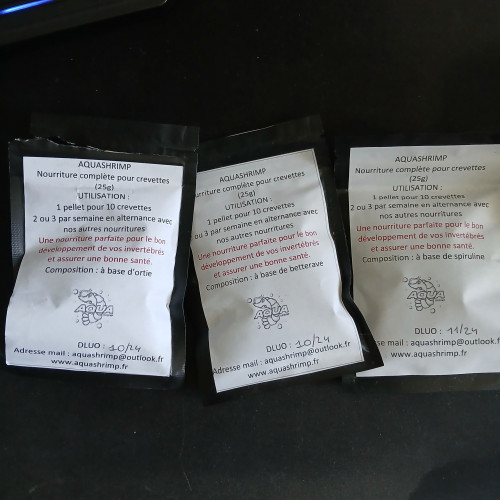 AQUASHRIMP
Nourriture complète pour crevettes
(25g)
UTILISATION :
1 pellet pour 10 crevettes
2 ou 3 par semaine en alternance avec
nos autres nourritures
Une nourriture parfaite pour le bon
développement de vos invertébrés
et assurer une bonne santé.
Composition : à base d'ortie
AQUA
DLUO : 10/24
Adresse mail : aquashrimp@outlook.fr
www.aquashrimp.fr
AQUASHRIMP
urriture complète pour crevettes
(25g)
UTILISATION :
1 pellet pour 10 crevettes
ou 3 par semaine en alternance avec
nos autres nourritures
Une nourriture parfaite pour le bon
développement de vos invertébrés
et assurer une bonne santé.
Composition : à base de betterave
AQUA
DLUO : 10/24
Adresse mail : aquashrimp@outlook.fr
www.aquashrimp.fr
AQUASHRIMP
Nourriture complète pour crevettes
(25g)
UTILISATION :
1 pellet pour 10 crevettes
2 ou 3 par semaine en alternance avec
nos autres nourritures
Une nourriture parfaite pour le bon
développement de vos invertébrés
et assurer une bonne santé.
Composition : à base de spiruline
AQUA
DLUO : 11/24
se mail : aquashrimp@outlook.fr
www.aquashrimp.fr